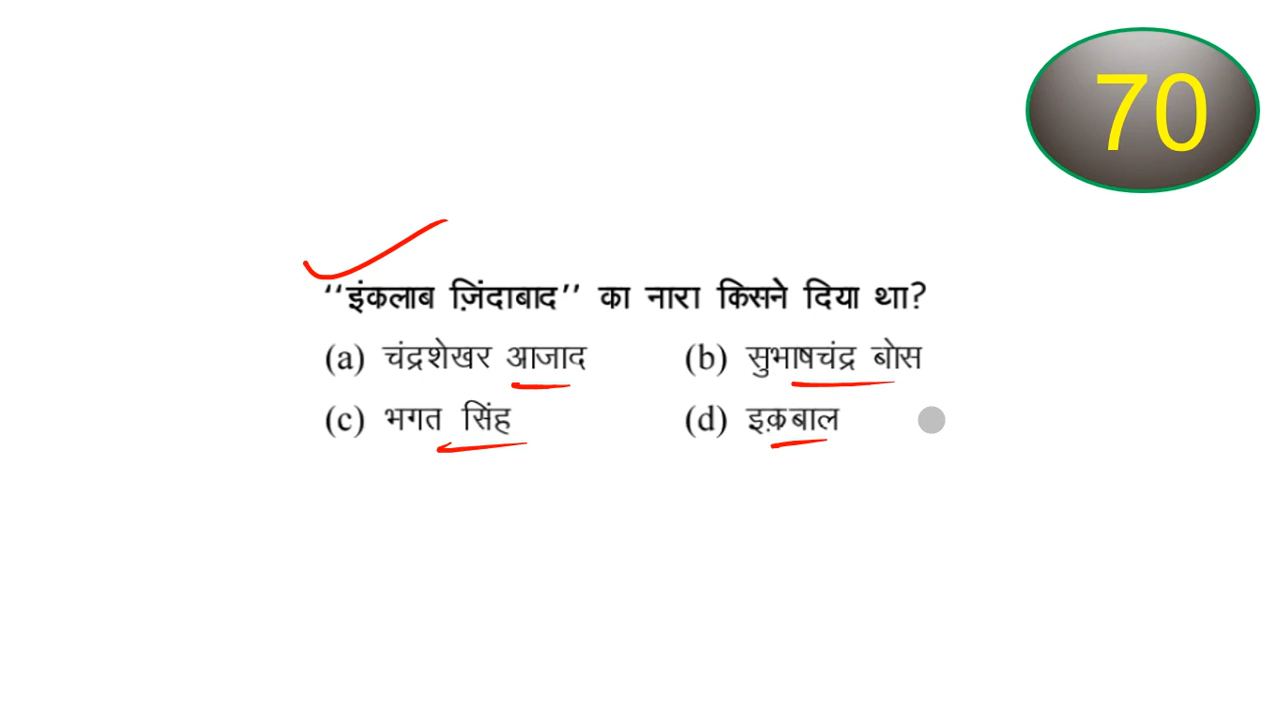 70
‘‘इंकलाब ज़िंदाबाद’’ का नारा किसने दिया था?
(a) चंद्रशेखर आजाद (b) सुभाषचंद्र बोस
(c) भगत सिंह (d) इक़बाल